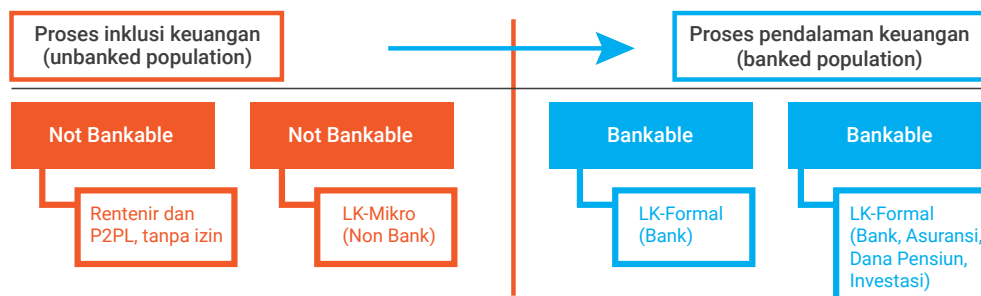 Proses inklusi keuangan
(unbanked population)
Proses pendalaman keuangan
(banked population)
Not Bankable
Not Bankable
Bankable
Bankable
Rentenir dan
P2PL, tanpa izin
LK-Mikro
(Non Bank)
LK-Formal
(Bank)
LK-Formal
(Bank, Asuransi,
Dana Pensiun,
Investasi)